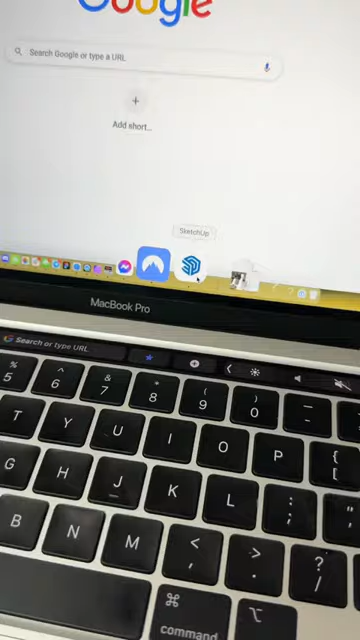 Google
Search Google or type a URL
Add short...
SketchUp
MacBook Pro
G Search or type URL
%
5
^
6
&
7
*
8
(
9
)
0
–
T
Y
U
I
O
P
{
[
G
H
J
K
L
:
;
"
'
B
N
M
<
,
>
.
?
/
⌘
command
⌥